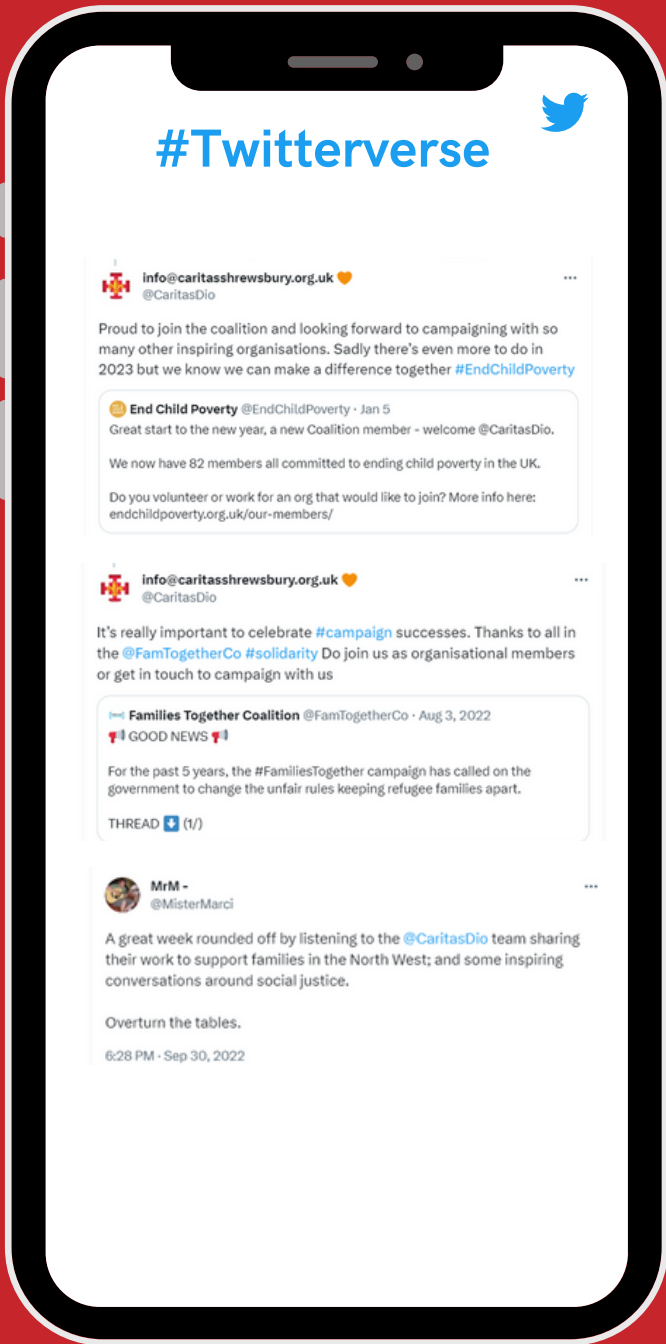 #Twitterverse
info@caritasshrewsbury.org.uk 🧡
@CaritasDio
Proud to join the coalition and looking forward to campaigning with so
many other inspiring organisations. Sadly there's even more to do in
2023 but we know we can make a difference together #EndChildPoverty
End Child Poverty @EndChildPoverty · Jan 5
Great start to the new year, a new Coalition member - welcome @CaritasDio.
We now have 82 members all committed to ending child poverty in the UK.
Do you volunteer or work for an org that would like to join? More info here:
endchildpoverty.org.uk/our-members/
info@caritasshrewsbury.org.uk 🧡
@CaritasDio
It's really important to celebrate #campaign successes. Thanks to all in
the @FamTogetherCo #solidarity Do join us as organisational members
or get in touch to campaign with us
Families Together Coalition @FamTogetherCo · Aug 3, 2022
📢 GOOD NEWS 📢
For the past 5 years, the #FamiliesTogether campaign has called on the
government to change the unfair rules keeping refugee families apart.
THREAD ⬇️ (1/)
MrM -
@MisterMarci
A great week rounded off by listening to the @CaritasDio team sharing
their work to support families in the North West; and some inspiring
conversations around social justice.
Overturn the tables.
6:28 PM · Sep 30, 2022